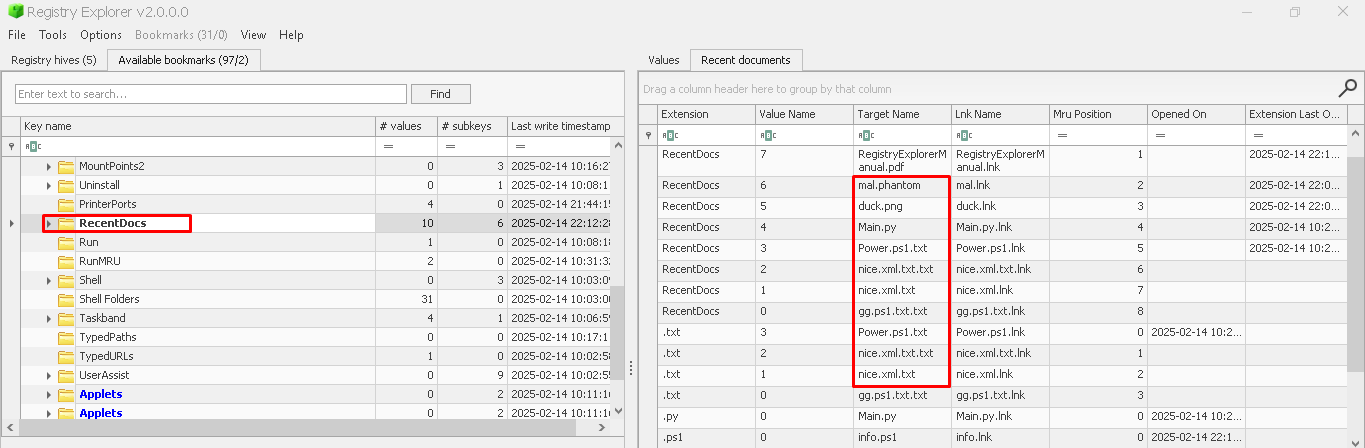 Registry Explorer v2.0.0.0
File Tools Options Bookmarks (31/0) View Help
Registry hives (5) Available bookmarks (97/2)
Enter text to search... Find
Key name # values # subkeys Last write timestamp
= = =
MountPoints2 0 3 2025-02-14 10:16:27
Uninstall 0 1 2025-02-14 10:08:1
PrinterPorts 4 0 2025-02-14 21:44:15
RecentDocs 10 6 2025-02-14 22:12:28
Run 1 0 2025-02-14 10:08:18
RunMRU 2 0 2025-02-14 10:31:32
Shell 0 3 2025-02-14 10:03:09
Shell Folders 31 0 2025-02-14 10:03:00
Taskband 4 1 2025-02-14 10:06:59
TypedPaths 0 0 2025-02-14 10:17:1
TypedURLs 1 0 2025-02-14 10:02:58
UserAssist 0 9 2025-02-14 10:02:55
Applets 0 2 2025-02-14 10:11:16
Applets 0 2 2025-02-14 10:11:16
Values Recent documents
Drag a column header here to group by that column
Extension Value Name Target Name Lnk Name Mru Position Opened On Extension Last O...
= = =
RecentDocs 7 RegistryExplorerM RegistryExplorerM 1 2025-02-14 22:1...
anual.pdf anual.lnk
RecentDocs 6 mal.phantom mal.lnk 2 2025-02-14 22:0...
RecentDocs 5 duck.png duck.lnk 3 2025-02-14 22:0...
RecentDocs 4 Main.py Main.py.lnk 4 2025-02-14 10:2...
RecentDocs 3 Power.ps1.txt Power.ps1.lnk 5 2025-02-14 10:2...
RecentDocs 2 nice.xml.txt.txt nice.xml.txt.lnk 6
RecentDocs 1 nice.xml.txt nice.xml.lnk 7
RecentDocs 0 gg.ps1.txt.txt gg.ps1.txt.lnk 8
.txt 3 Power.ps1.txt Power.ps1.lnk 0 2025-02-14 10:2...
.txt 2 nice.xml.txt.txt nice.xml.txt.lnk 1
.txt 1 nice.xml.txt nice.xml.lnk 2
.txt 0 gg.ps1.txt.txt gg.ps1.txt.lnk 3
.py 0 Main.py Main.py.lnk 0 2025-02-14 10:2...
.ps1 0 info.ps1 info.lnk 0 2025-02-14 22:1...